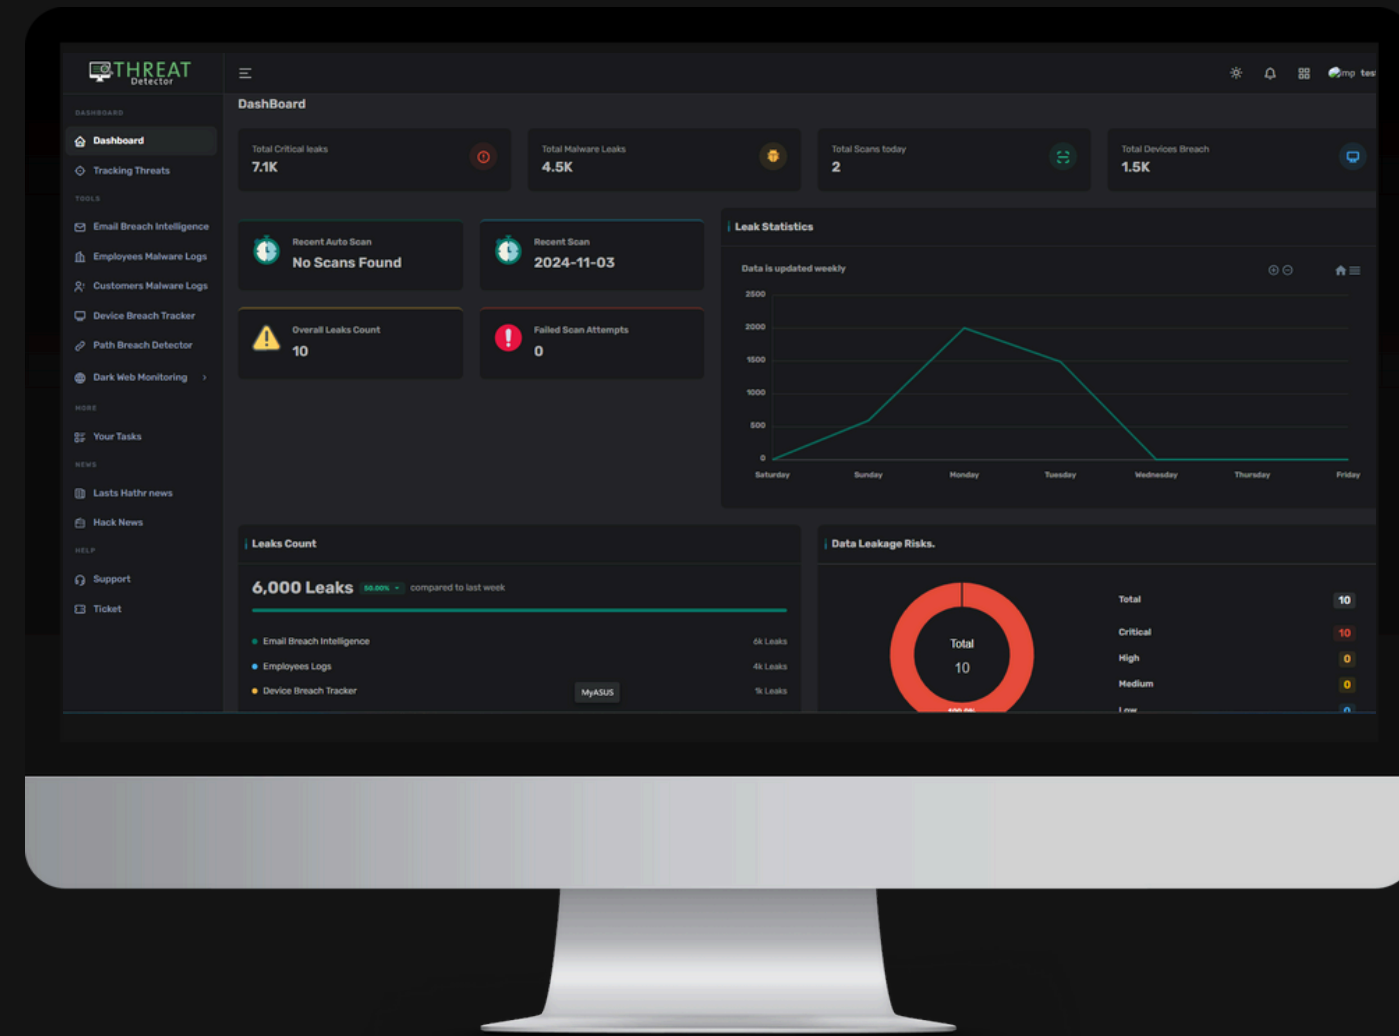 THREAT
Detector
DASHBOARD
Dashboard
Tracking Threats
TOOLS
Email Breach Intelligence
Employees Malware Logs
Customers Malware Logs
Device Breach Tracker
Path Breach Detector
Dark Web Monitoring
MORE
Your Tasks
NEWS
Lasts Hathr news
Hack News
HELP
Support
Ticket
imp test
DashBoard
Total Critical leaks
7.1K
Total Malware Leaks
4.5K
Total Scans today
2
Total Devices Breach
1.5K
Recent Auto Scan
No Scans Found
Recent Scan
2024-11-03
Overall Leaks Count
10
Failed Scan Attempts
0
Leak Statistics
Data is updated weekly
2500
2000
1500
1000
500
0
Saturday Sunday Monday Tuesday Wednesday Thursday Friday
Leaks Count
6,000 Leaks 50.00% compared to last week
Email Breach Intelligence 6k Leaks
Employees Logs 4k Leaks
Device Breach Tracker 1k Leaks
MyASUS
Data Leakage Risks.
Total
10
100.0%
Total 10
Critical 10
High 0
Medium 0
Low 0